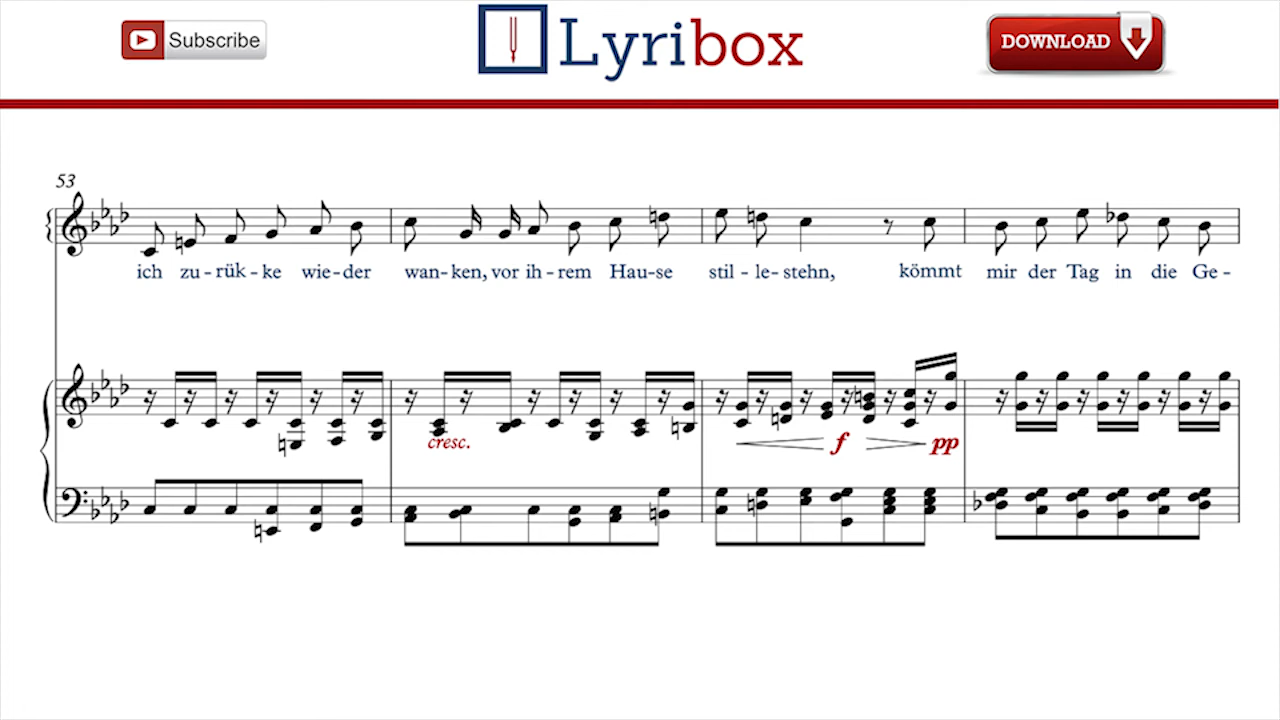 Subscribe
Lyribox
DOWNLOAD
53
ich zu - rük - ke wie - der wan - ken, vor ih - rem Hau - se stil - le - stehn, kömmt mir der Tag in die Ge -
cresc.
f
pp